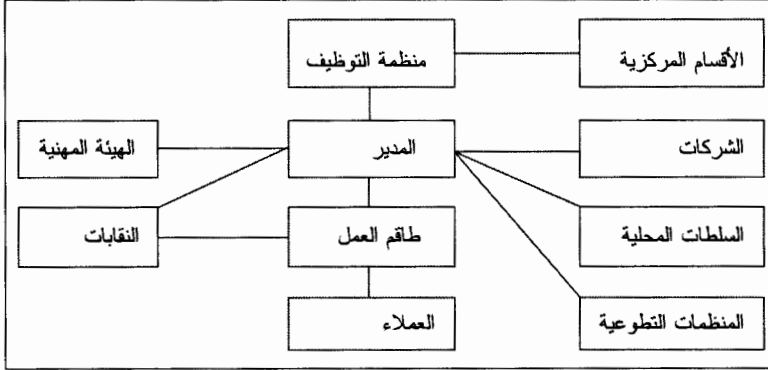 الأقسام المركزية
منظمة التوظيف
الشركات
المدير
الهيئة المهنية
السلطات المحلية
طاقم العمل
النقابات
المنظمات التطوعية
العملاء